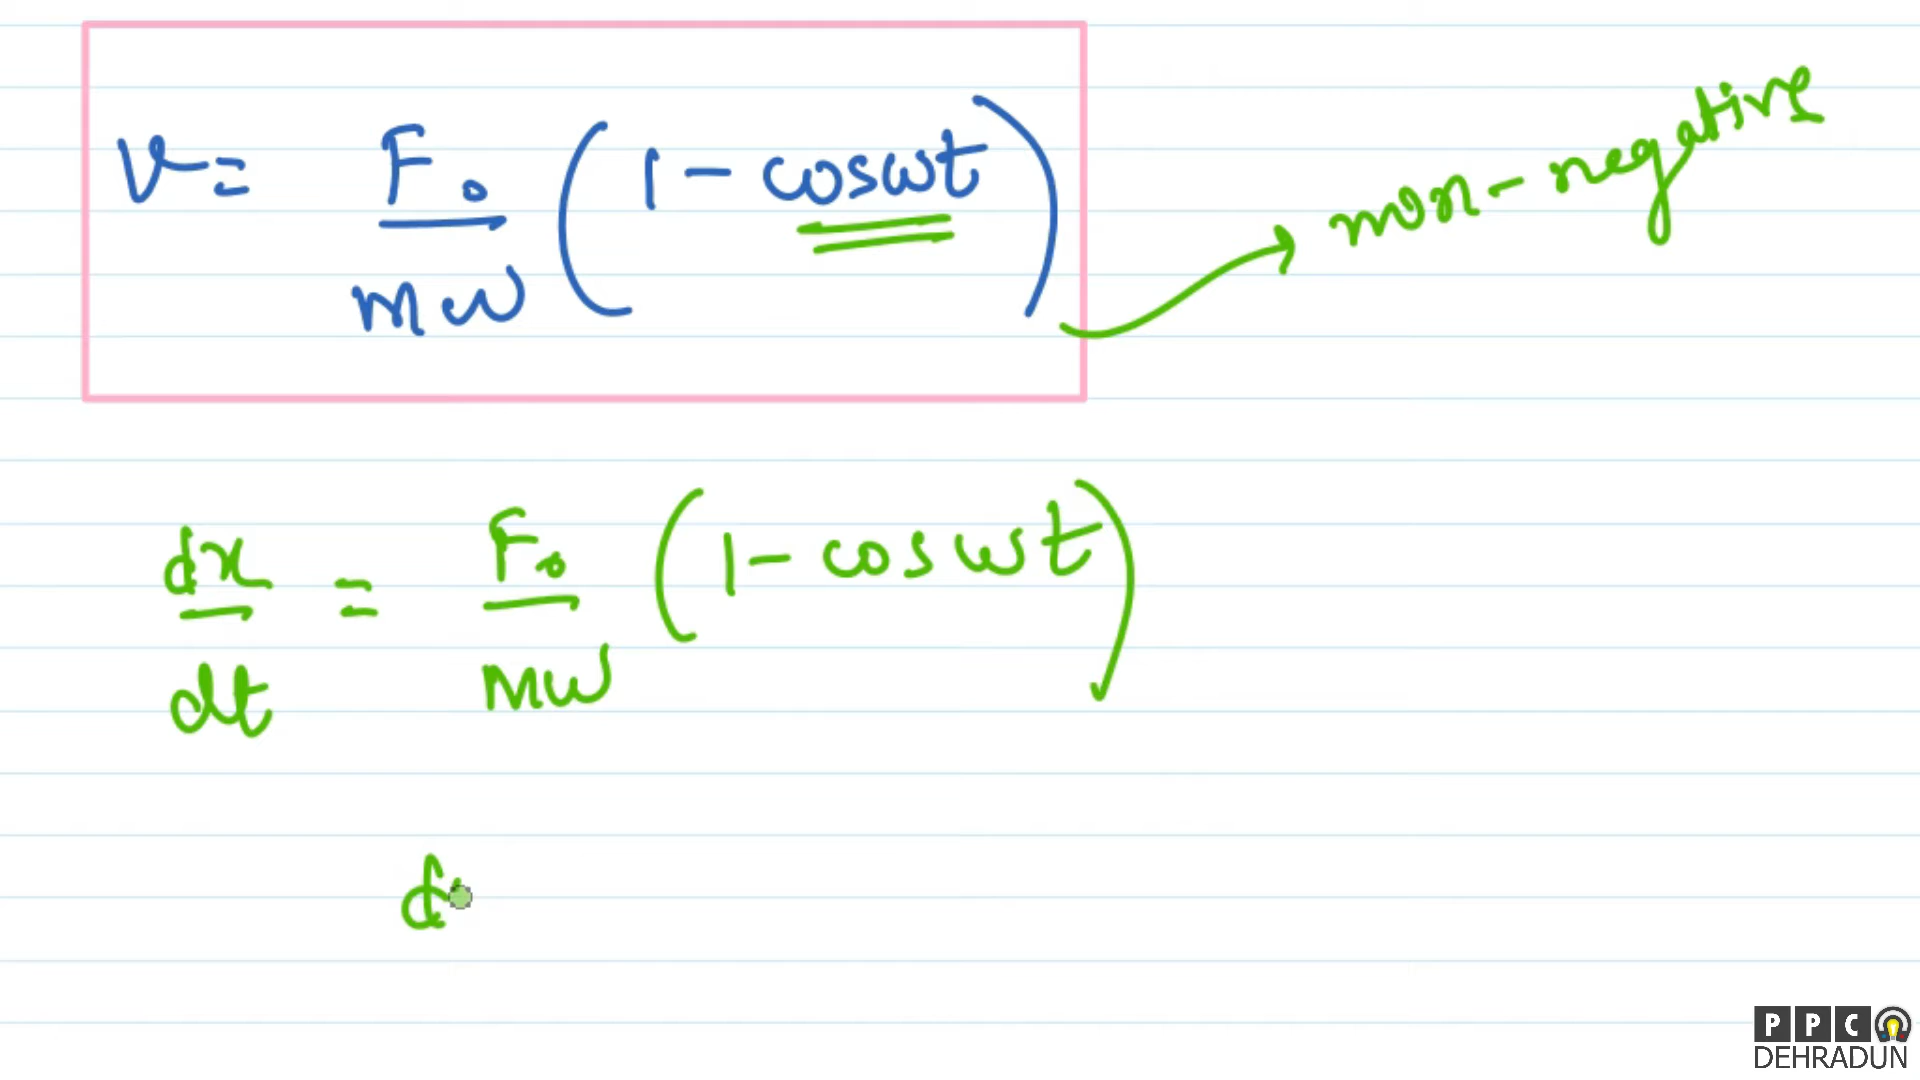 V = F₀/mω (1 - cosωt) → non-negative
dx/dt = F₀/mω (1 - cosωt)
d
PPC
DEHRADUN